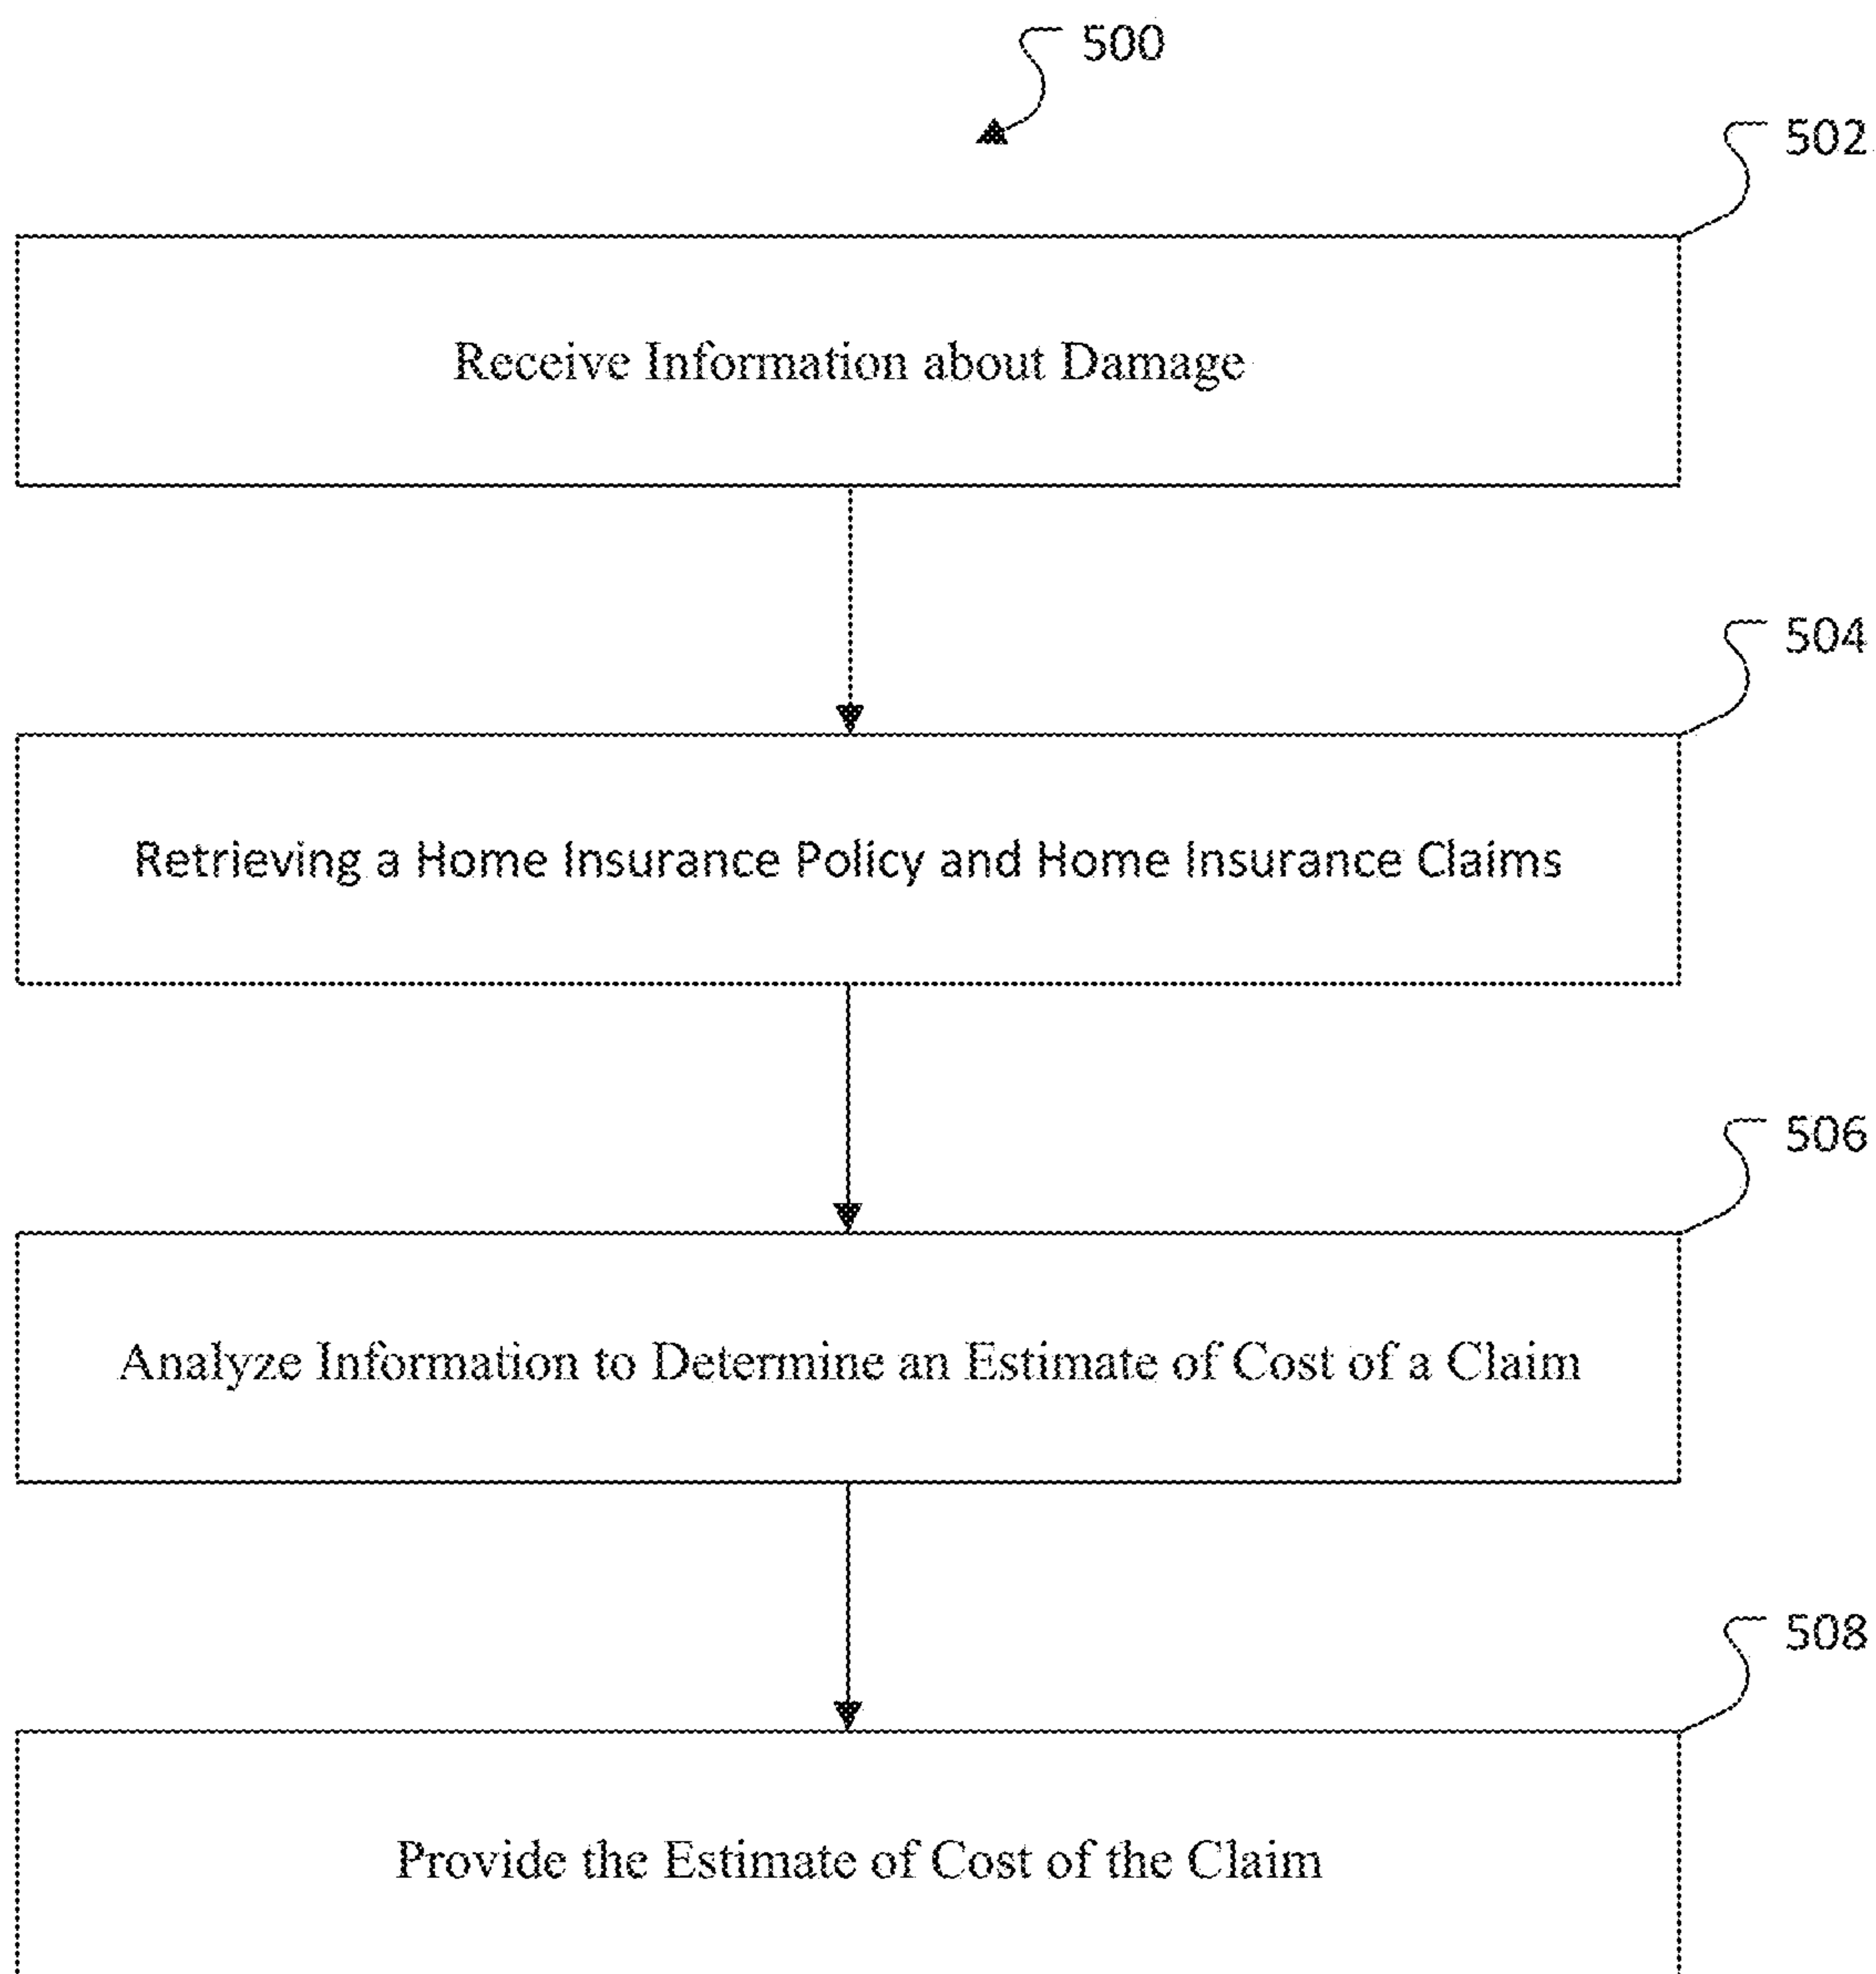 500
502
Receive Information about Damage
504
Retrieving a Home Insurance Policy and Home Insurance Claims
506
Analyze Information to Determine an Estimate of Cost of a Claim
508
Provide the Estimate of Cost of the Claim